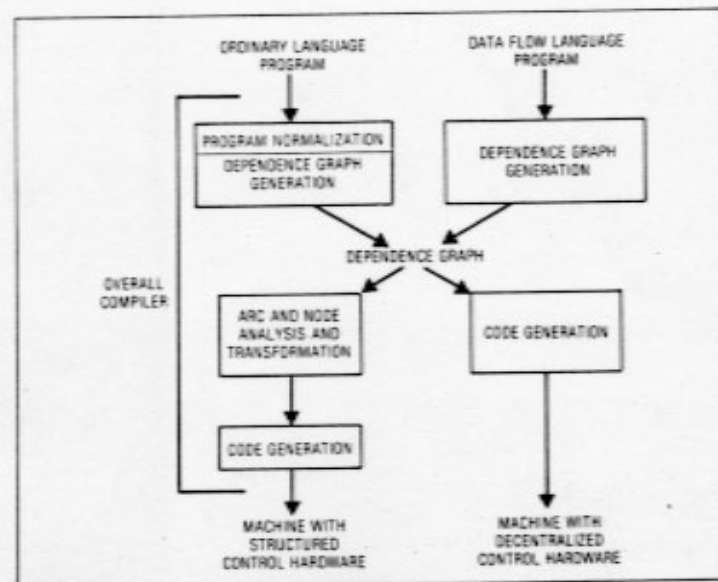 ORDINARY LANGUAGE
PROGRAM
DATA FLOW LANGUAGE
PROGRAM
PROGRAM NORMALIZATION
DEPENDENCE GRAPH
GENERATION
DEPENDENCE GRAPH
GENERATION
DEPENDENCE GRAPH
OVERALL
COMPILER
ARC AND NODE
ANALYSIS AND
TRANSFORMATION
CODE GENERATION
CODE GENERATION
MACHINE WITH
STRUCTURED
CONTROL HARDWARE
MACHINE WITH
DECENTRALIZED
CONTROL HARDWARE